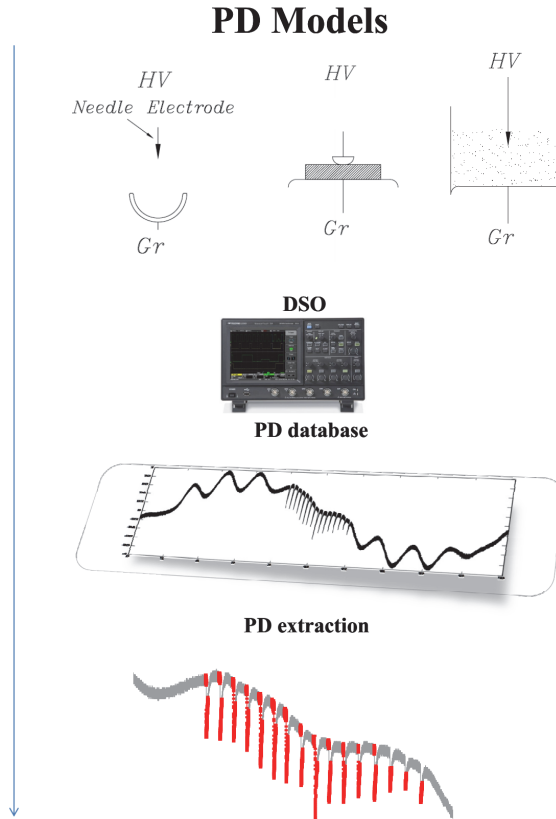 PD Models
HV
Needle Electrode
Gr
HV
Gr
HV
Gr
DSO
PD database
PD extraction